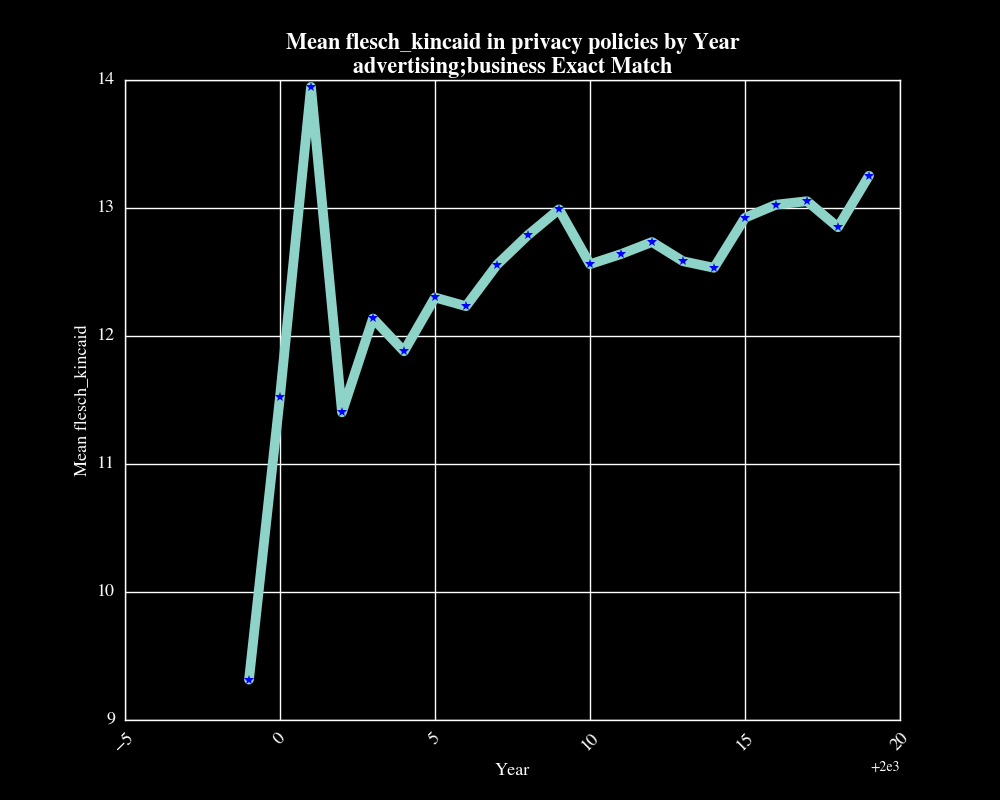 Mean flesch_kincaid in privacy policies by Year
advertising;business Exact Match
14
13
12
11
10
9
Mean flesch_kincaid
−5
0
5
10
15
20
Year
+2e3